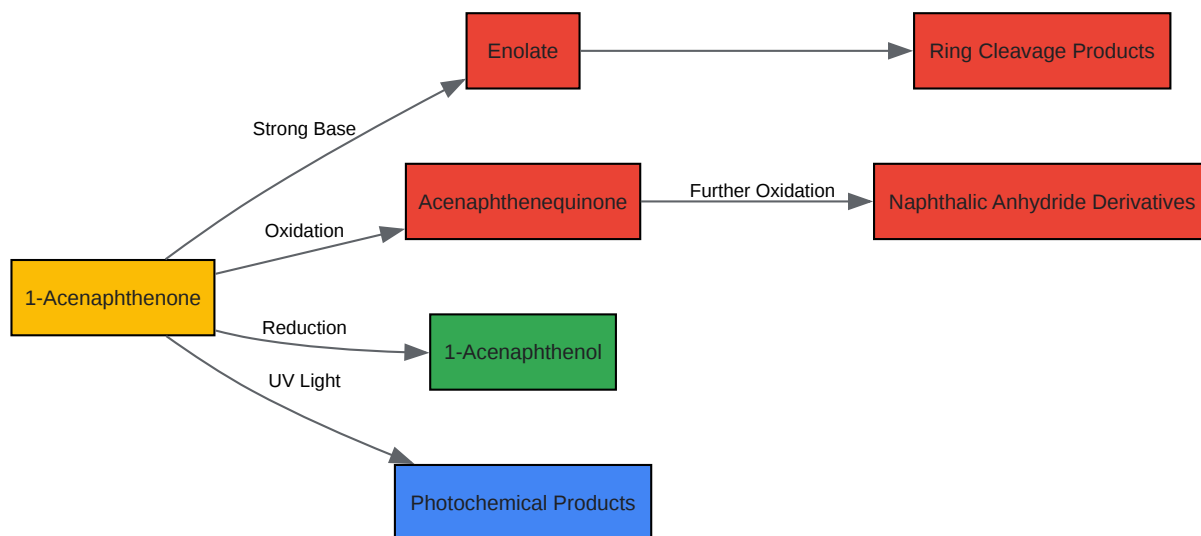 Enolate
Ring Cleavage Products
Strong Base
Acenaphthenequinone
Further Oxidation
Naphthalic Anhydride Derivatives
Oxidation
1-Acenaphthenone
Reduction
1-Acenaphthenol
UV Light
Photochemical Products